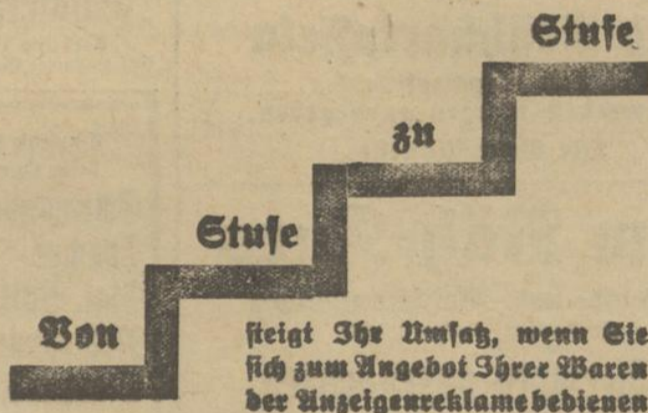 Von
Stufe
zu
Stufe
steigt Ihr Umsatz, wenn Sie
sich zum Angebot Ihrer Waren
der Anzeigenreklame bedienen